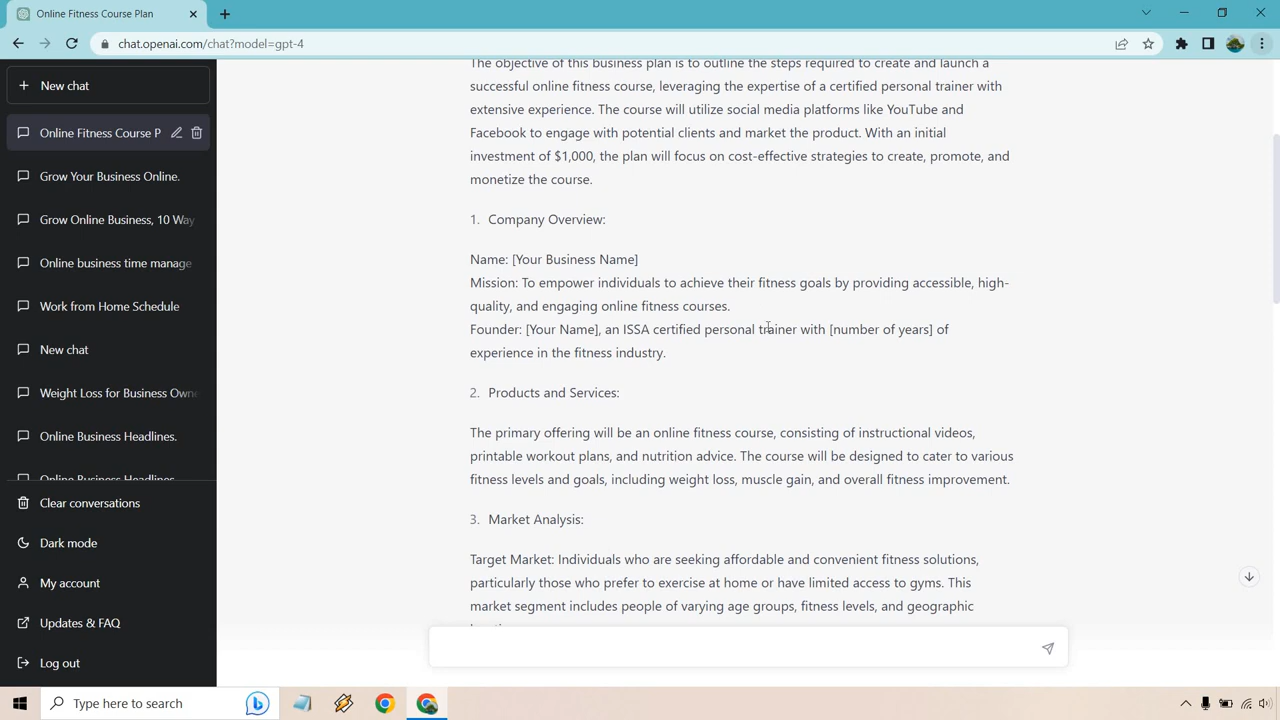 Online Fitness Course Plan
chat.openai.com/chat?model=gpt-4
New chat
Online Fitness Course P
Grow Your Business Online.
Grow Online Business, 10 Way
Online business time manage
Work from Home Schedule
New chat
Weight Loss for Business Own
Online Business Headlines.
Online Business Headlines.
Clear conversations
Dark mode
My account
Updates & FAQ
Log out
The objective of this business plan is to outline the steps required to create and launch a
successful online fitness course, leveraging the expertise of a certified personal trainer with
extensive experience. The course will utilize social media platforms like YouTube and
Facebook to engage with potential clients and market the product. With an initial
investment of $1,000, the plan will focus on cost-effective strategies to create, promote, and
monetize the course.
1. Company Overview:
Name: [Your Business Name]
Mission: To empower individuals to achieve their fitness goals by providing accessible, high-
quality, and engaging online fitness courses.
Founder: [Your Name], an ISSA certified personal trainer with [number of years] of
experience in the fitness industry.
2. Products and Services:
The primary offering will be an online fitness course, consisting of instructional videos,
printable workout plans, and nutrition advice. The course will be designed to cater to various
fitness levels and goals, including weight loss, muscle gain, and overall fitness improvement.
3. Market Analysis:
Target Market: Individuals who are seeking affordable and convenient fitness solutions,
particularly those who prefer to exercise at home or have limited access to gyms. This
market segment includes people of varying age groups, fitness levels, and geographic
Type here to search